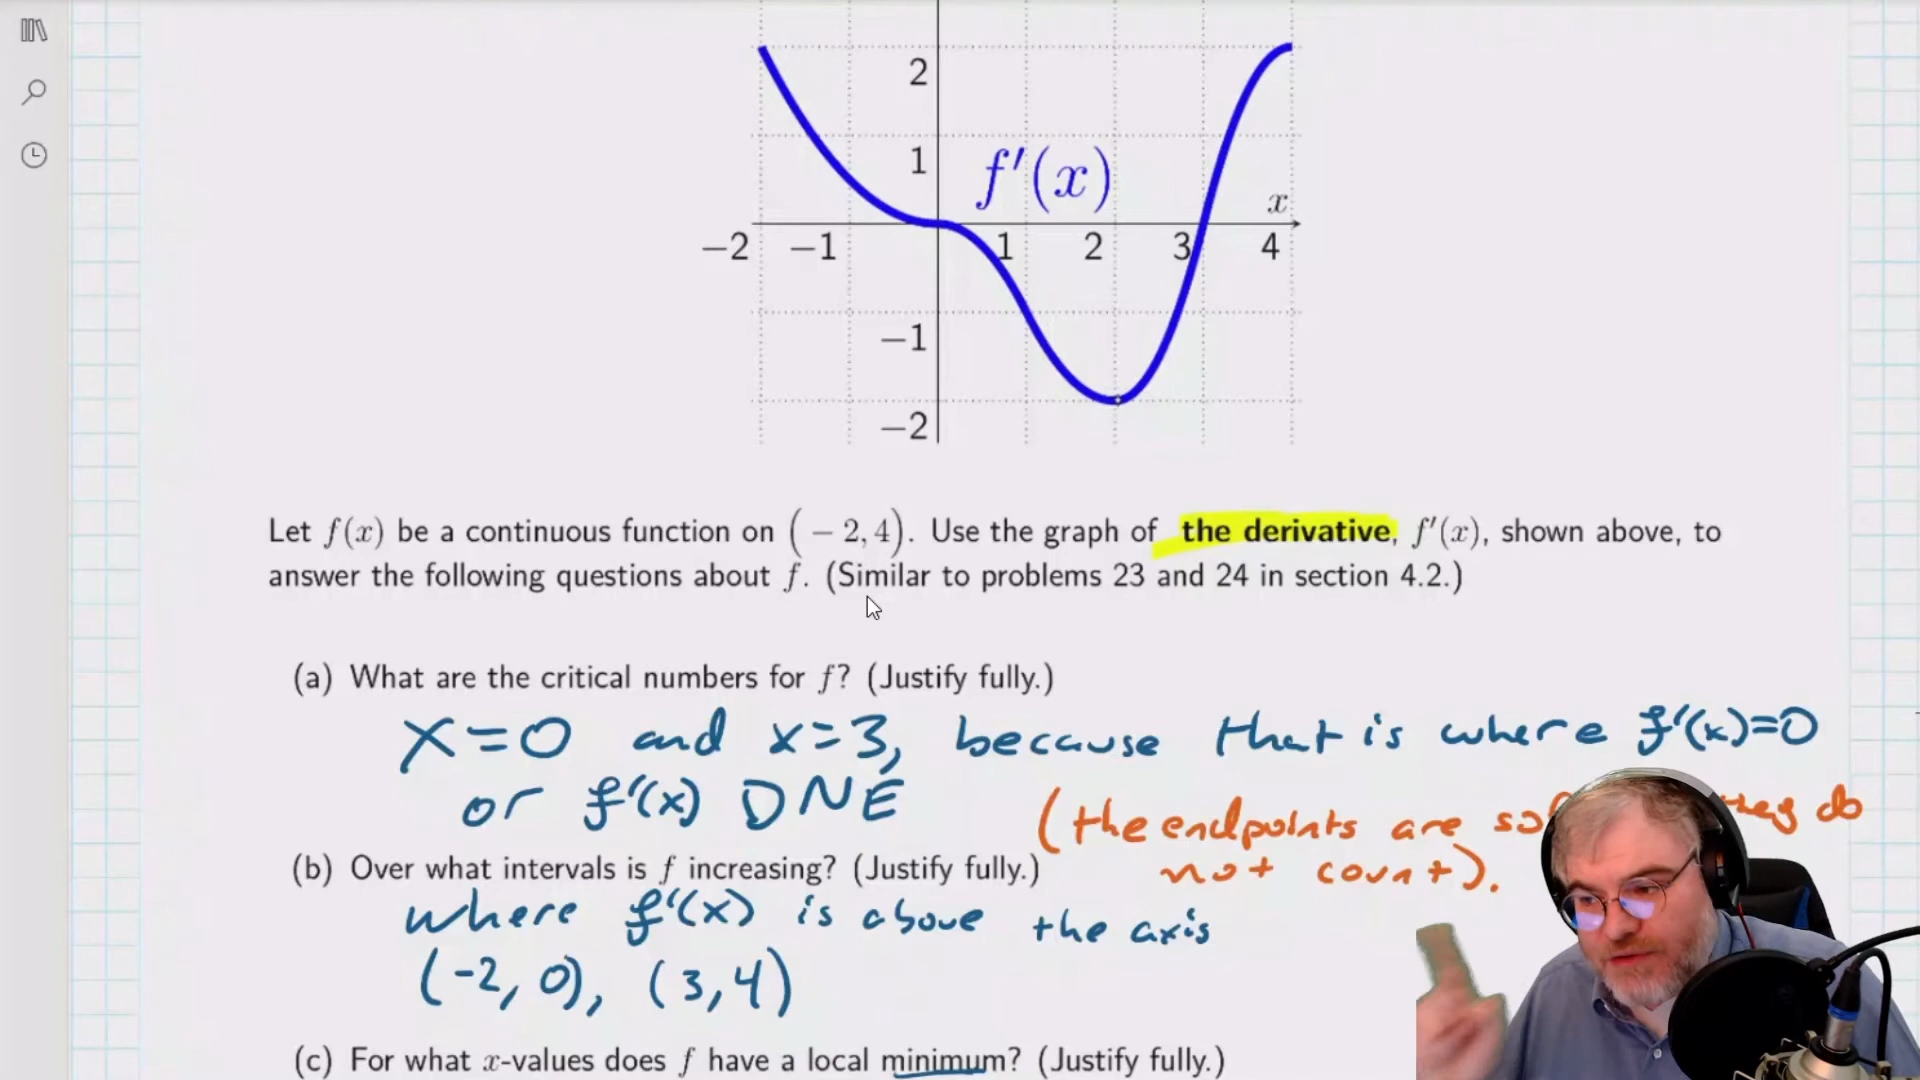 2
1
f′(x)
x
−2 −1 1 2 3 4
−1
−2
Let f(x) be a continuous function on (−2, 4). Use the graph of the derivative, f′(x), shown above, to
answer the following questions about f. (Similar to problems 23 and 24 in section 4.2.)
(a) What are the critical numbers for f? (Justify fully.)
x=0 and x=3, because that is where f′(x)=0
or f′(x) DNE
(the endpoints are they do
not count).
(b) Over what intervals is f increasing? (Justify fully.)
where f′(x) is above the axis
(-2, 0), (3,4)
(c) For what x-values does f have a local minimum? (Justify fully.)